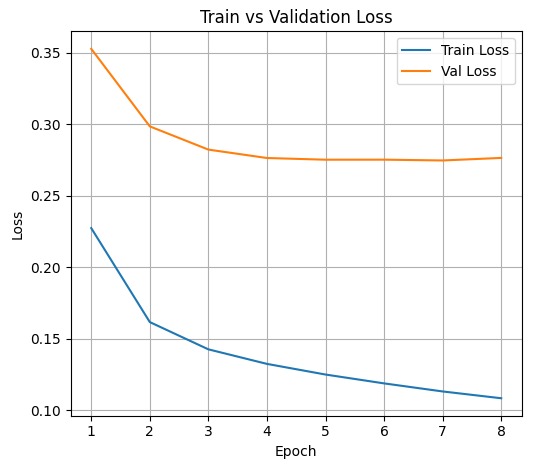 Train vs Validation Loss
Train Loss
Val Loss
0.35
0.30
0.25
0.20
0.15
0.10
Loss
1 2 3 4 5 6 7 8
Epoch